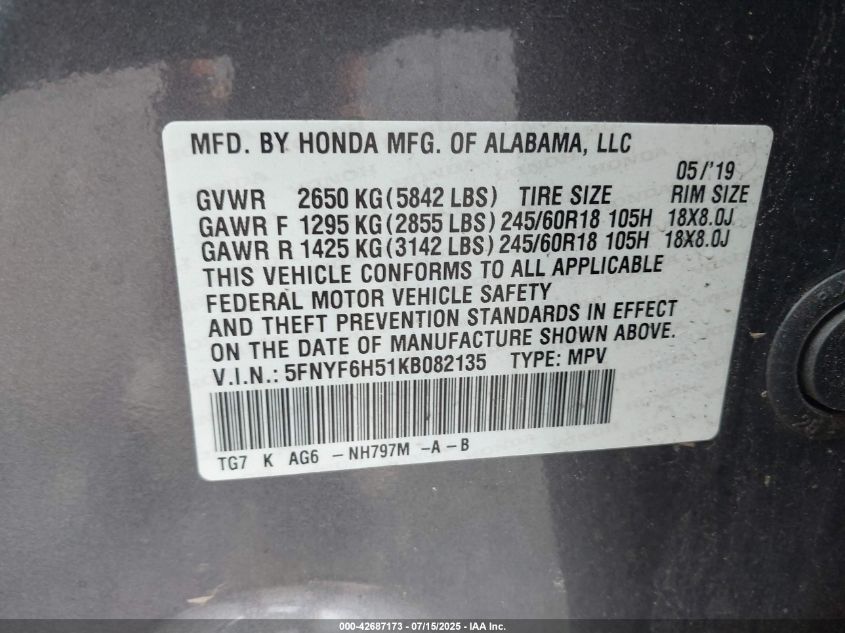 MFD. BY HONDA MFG. OF ALABAMA, LLC
05/'19
GVWR 2650 KG (5842 LBS) TIRE SIZE RIM SIZE
GAWR F 1295 KG (2855 LBS) 245/60R18 105H 18X8.0J
GAWR R 1425 KG (3142 LBS) 245/60R18 105H 18X8.0J
THIS VEHICLE CONFORMS TO ALL APPLICABLE
FEDERAL MOTOR VEHICLE SAFETY
AND THEFT PREVENTION STANDARDS IN EFFECT
ON THE DATE OF MANUFACTURE SHOWN ABOVE.
V.I.N.: 5FNYF6H51KB082135 TYPE: MPV
TG7 K AG6 - NH797M -A-B
000-42687173 - 07/15/2025 - IAA Inc.